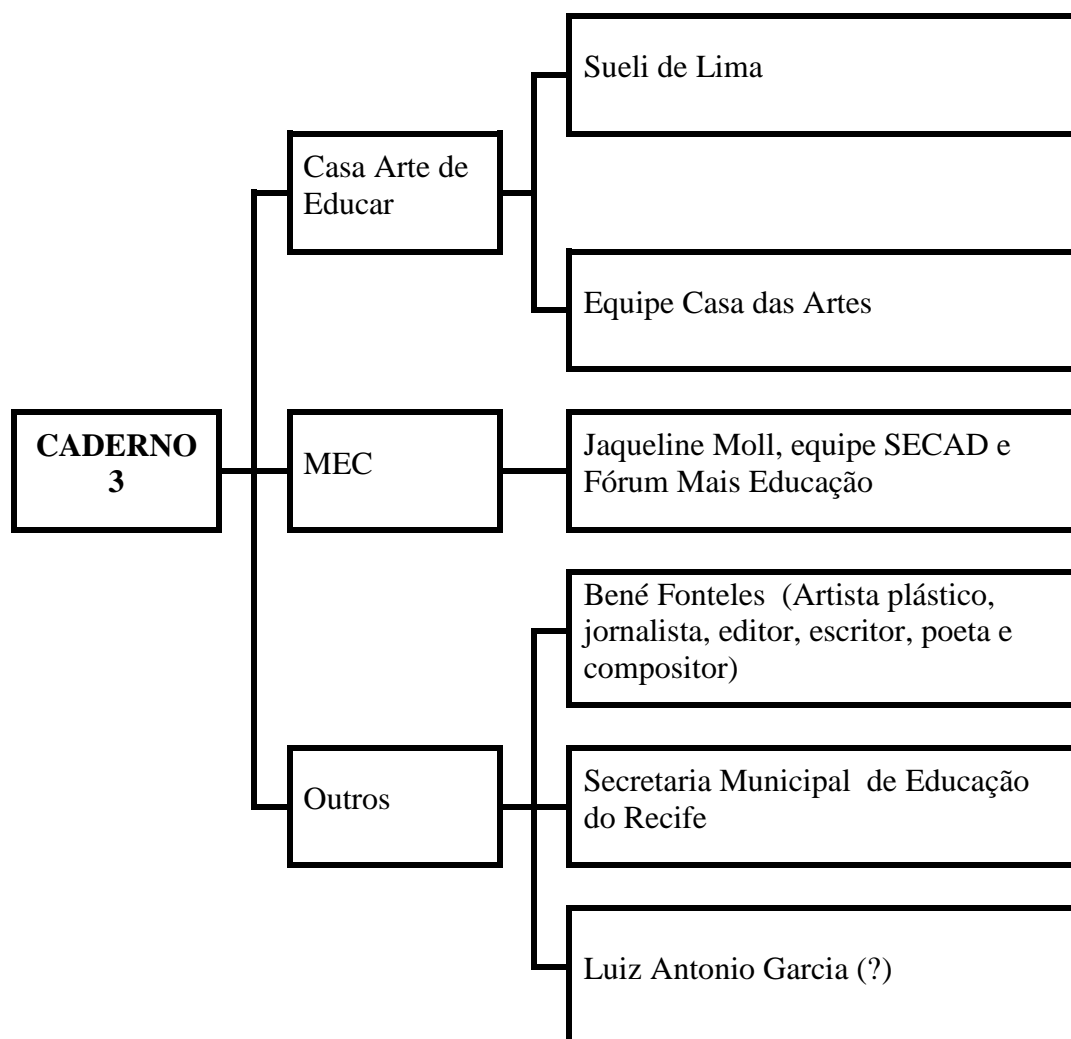 Sueli de Lima
Casa Arte de
Educar
Equipe Casa das Artes
CADERNO
3
MEC
Jaqueline Moll, equipe SECAD e
Fórum Mais Educação
Bené Fonteles (Artista plástico,
jornalista, editor, escritor, poeta e
compositor)
Outros
Secretaria Municipal de Educação
do Recife
Luiz Antonio Garcia (?)